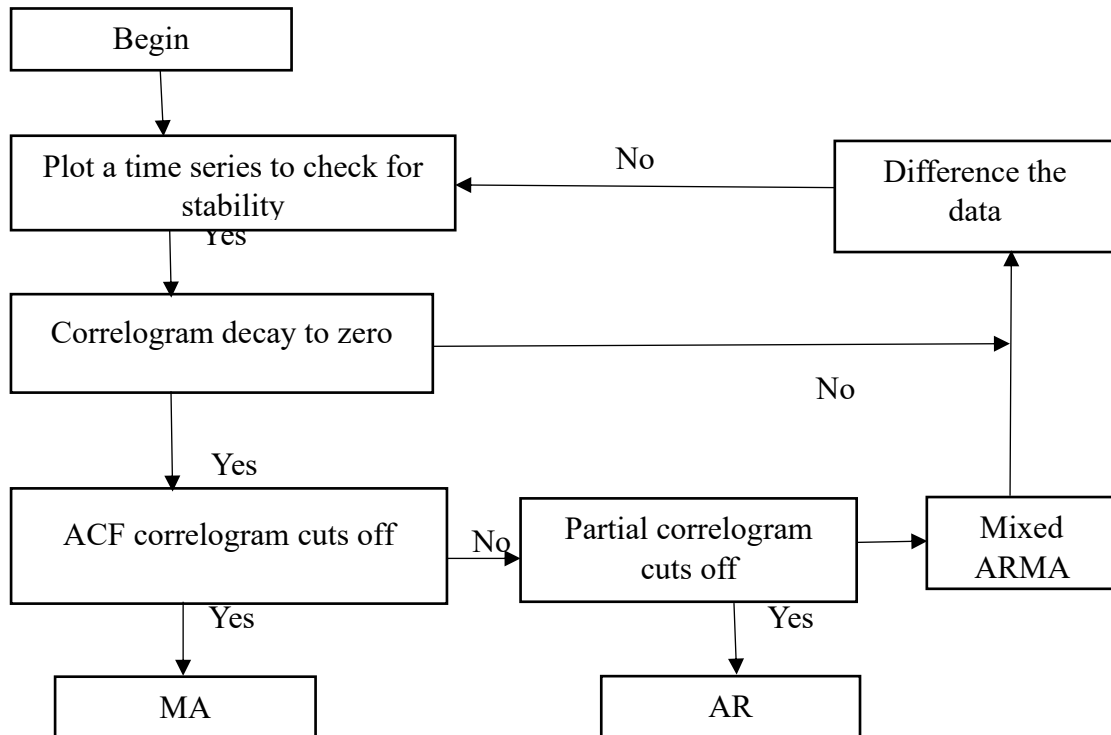 Begin
Plot a time series to check for
stability
No
Difference the
data
Yes
Correlogram decay to zero
No
Yes
ACF correlogram cuts off
No
Partial correlogram
cuts off
Mixed
ARMA
Yes
Yes
MA
AR